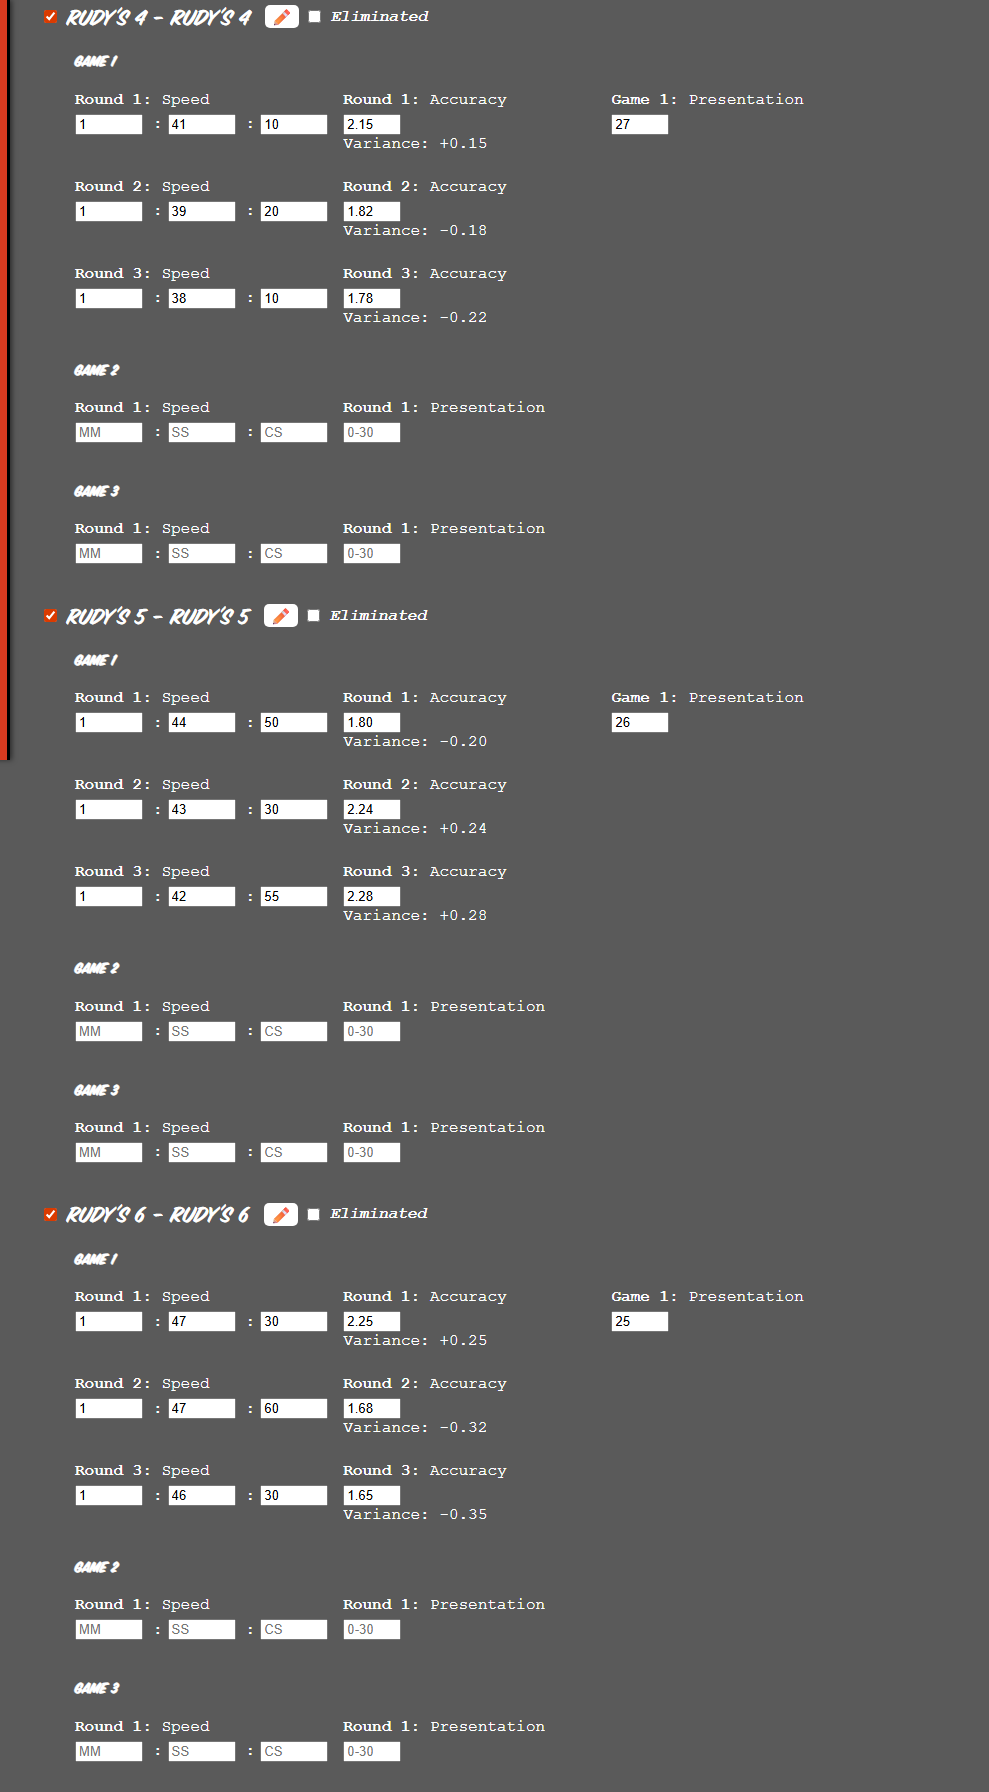 RUDY'S 4 - RUDY'S 4 Eliminated
GAME 1
Round 1: Speed Round 1: Accuracy Game 1: Presentation
1 : 41 : 10 2.15 27
Variance: +0.15
Round 2: Speed Round 2: Accuracy
1 : 39 : 20 1.82
Variance: -0.18
Round 3: Speed Round 3: Accuracy
1 : 38 : 10 1.78
Variance: -0.22
GAME 2
Round 1: Speed Round 1: Presentation
MM : SS : CS 0-30
GAME 3
Round 1: Speed Round 1: Presentation
MM : SS : CS 0-30
RUDY'S 5 - RUDY'S 5 Eliminated
GAME 1
Round 1: Speed Round 1: Accuracy Game 1: Presentation
1 : 44 : 50 1.80 26
Variance: -0.20
Round 2: Speed Round 2: Accuracy
1 : 43 : 30 2.24
Variance: +0.24
Round 3: Speed Round 3: Accuracy
1 : 42 : 55 2.28
Variance: +0.28
GAME 2
Round 1: Speed Round 1: Presentation
MM : SS : CS 0-30
GAME 3
Round 1: Speed Round 1: Presentation
MM : SS : CS 0-30
RUDY'S 6 - RUDY'S 6 Eliminated
GAME 1
Round 1: Speed Round 1: Accuracy Game 1: Presentation
1 : 47 : 30 2.25 25
Variance: +0.25
Round 2: Speed Round 2: Accuracy
1 : 47 : 60 1.68
Variance: -0.32
Round 3: Speed Round 3: Accuracy
1 : 46 : 30 1.65
Variance: -0.35
GAME 2
Round 1: Speed Round 1: Presentation
MM : SS : CS 0-30
GAME 3
Round 1: Speed Round 1: Presentation
MM : SS : CS 0-30